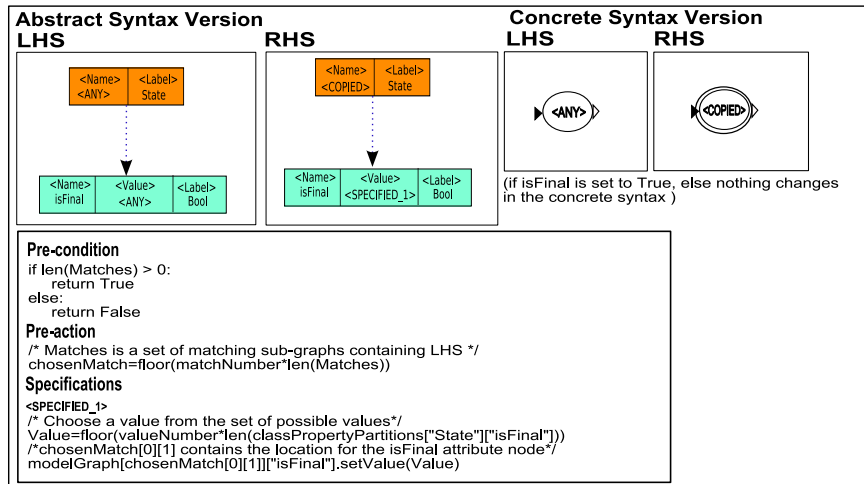 Abstract Syntax Version
Concrete Syntax Version
LHS
RHS
LHS
RHS
<Name>
<ANY>
<Label>
State
<Name>
isFinal
<Value>
<ANY>
<Label>
Bool
<Name>
<COPIED>
<Label>
State
<Name>
isFinal
<Value>
<SPECIFIED_1>
<Label>
Bool
<ANY>
<COPIED>
(if isFinal is set to True, else nothing changes
in the concrete syntax )
Pre-condition
if len(Matches) > 0:
return True
else:
return False
Pre-action
/* Matches is a set of matching sub-graphs containing LHS */
chosenMatch=floor(matchNumber*len(Matches))
Specifications
<SPECIFIED_1>
/* Choose a value from the set of possible values*/
Value=floor(valueNumber*len(classPropertyPartitions["State"]["isFinal"]))
/*chosenMatch[0][1] contains the location for the isFinal attribute node*/
modelGraph[chosenMatch[0][1]]["isFinal"].setValue(Value)